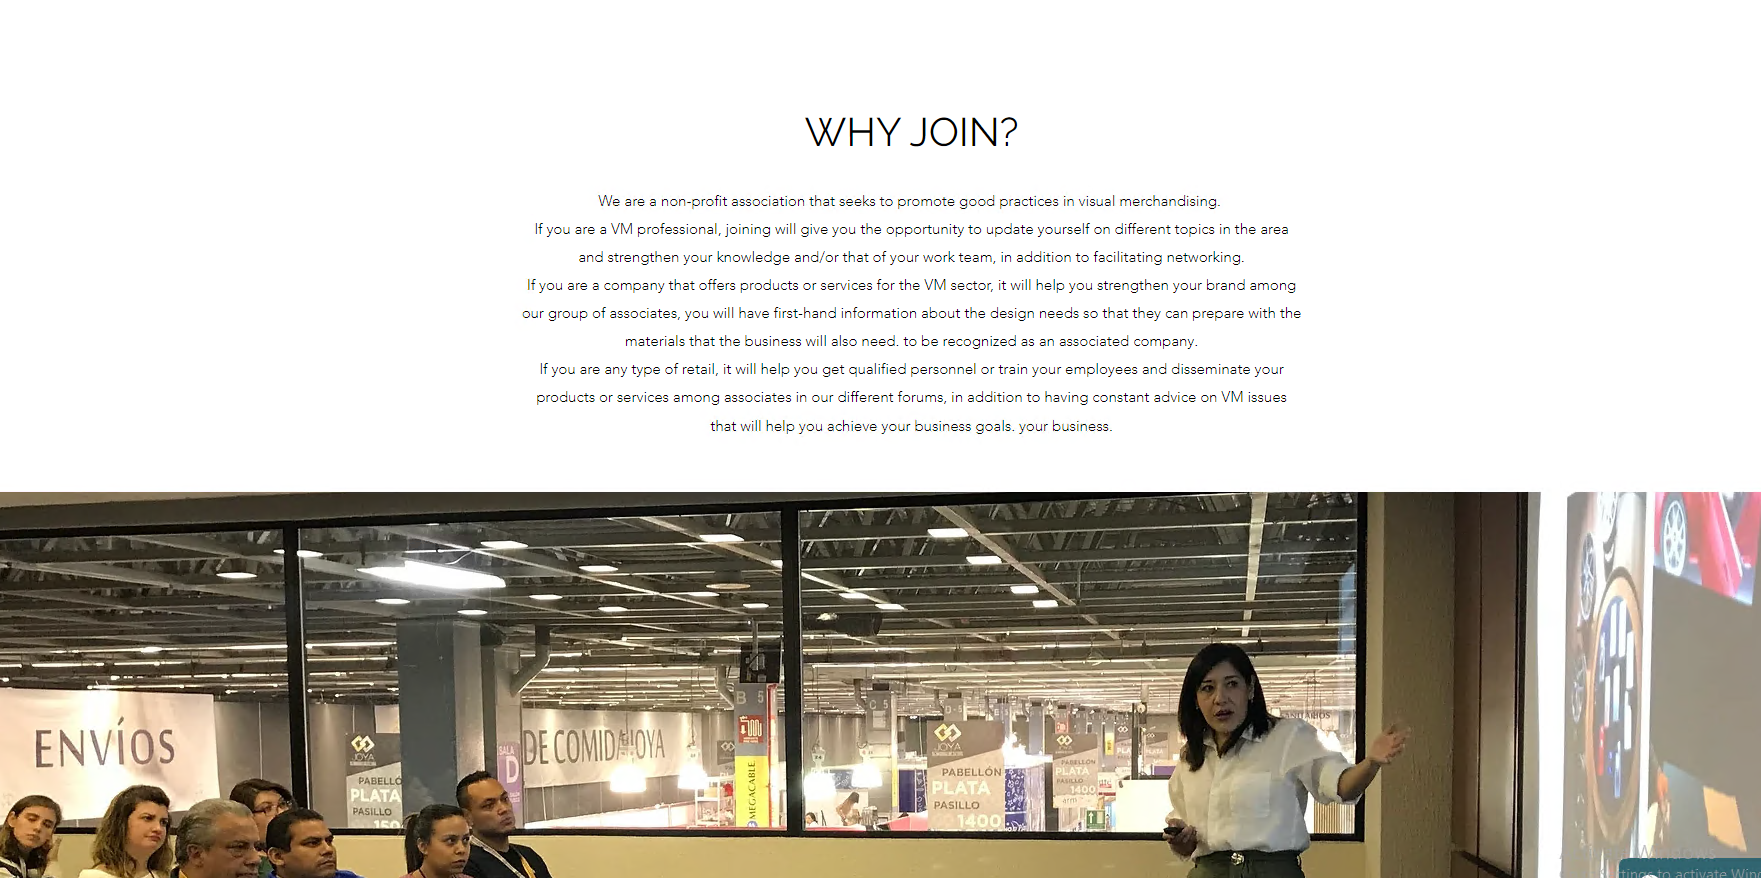 WHY JOIN?
We are a non-profit association that seeks to promote good practices in visual merchandising.
If you are a VM professional, joining will give you the opportunity to update yourself on different topics in the area
and strengthen your knowledge and/or that of your work team, in addition to facilitating networking.
If you are a company that offers products or services for the VM sector, it will help you strengthen your brand among
our group of associates, you will have first-hand information about the design needs so that they can prepare with the
materials that the business will also need. to be recognized as an associated company.
If you are any type of retail, it will help you get qualified personnel or train your employees and disseminate your
products or services among associates in our different forums, in addition to having constant advice on VM issues
that will help you achieve your business goals. your business.
ENVÍOS
JOYA
PABELLÓ
PLATA
PASILLO
150
SALA
D
DE COMIDA
JOYA
B 5
MEGACABLE
C 5
D-5
JOYA
PABELLÓN
PLATA
PASILLO
1400
JOYA
PABELLÓN
PLATA
PASILLO
1400
Windows
tings to activate Win